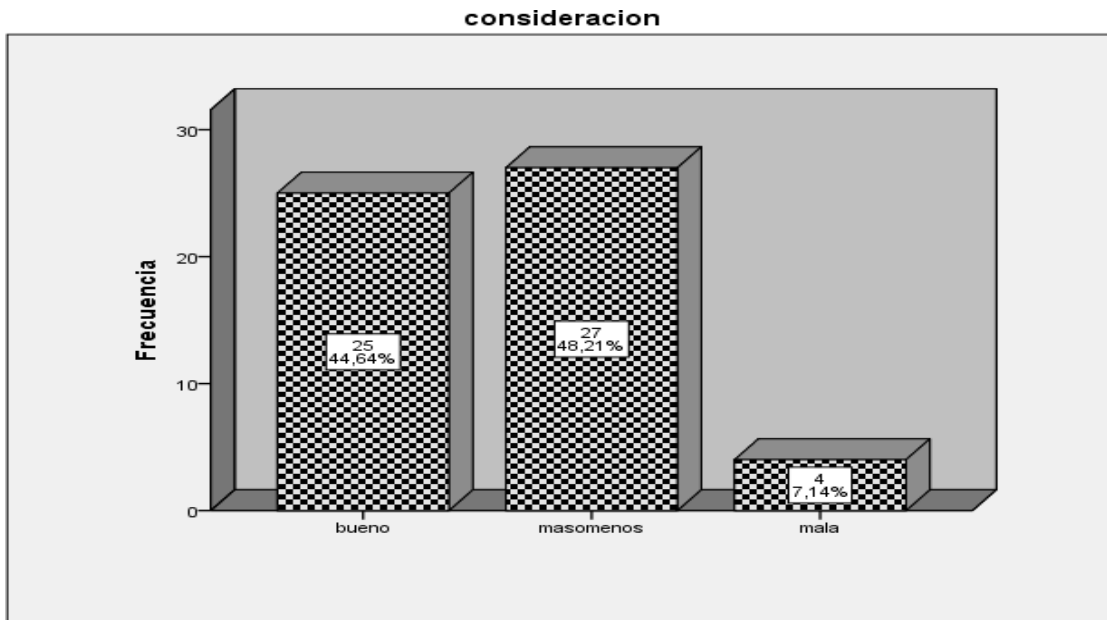 consideracion
Frecuencia
30
20
10
0
25
44,64%
27
48,21%
4
7,14%
bueno
masomenos
mala